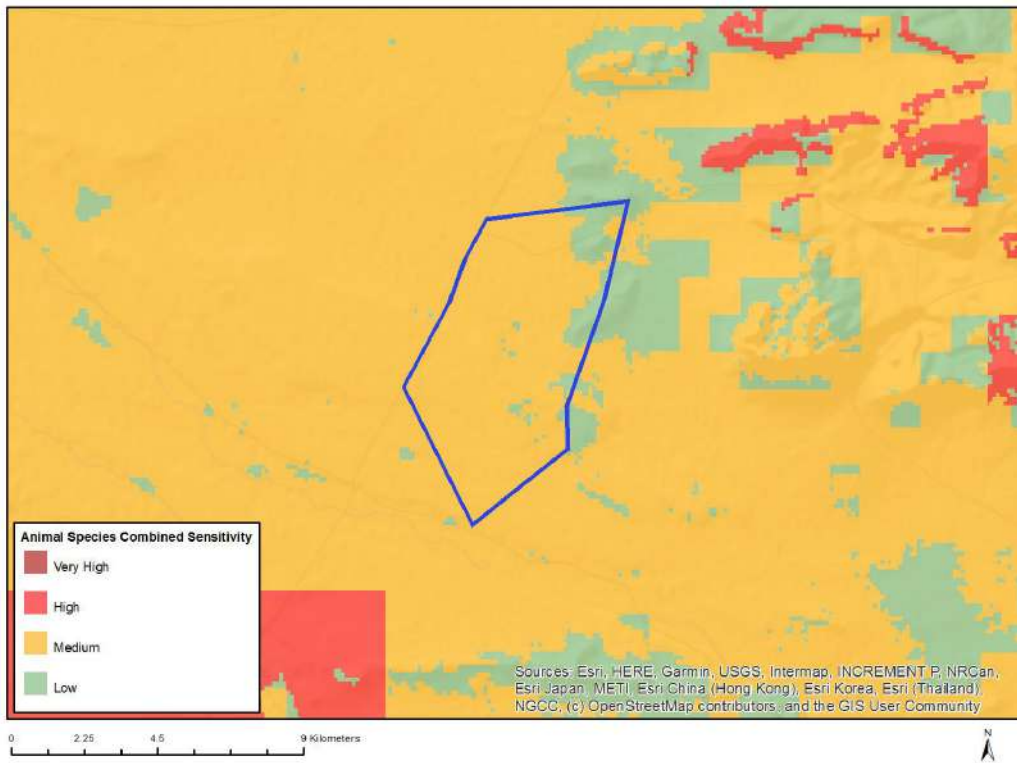 Animal Species Combined Sensitivity
Very High
High
Medium
Low
Sources: Esri, HERE, Garmin, USGS, Intermap, INCREMENT P, NRCan,
Esri Japan, METI, Esri China (Hong Kong), Esri Korea, Esri (Thailand),
NGCC, (c) OpenStreetMap contributors, and the GIS User Community
0 2.25 4.5 9 Kilometers
N